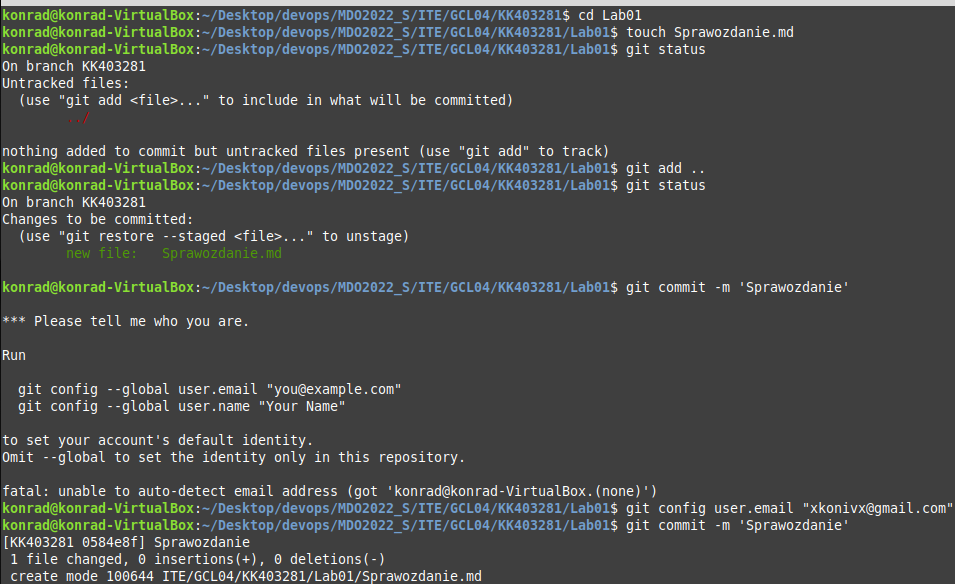 konrad@konrad-VirtualBox:~/Desktop/devops/MDO2022_S/ITE/GCL04/KK403281$ cd Lab01
konrad@konrad-VirtualBox:~/Desktop/devops/MDO2022_S/ITE/GCL04/KK403281/Lab01$ touch Sprawozdanie.md
konrad@konrad-VirtualBox:~/Desktop/devops/MDO2022_S/ITE/GCL04/KK403281/Lab01$ git status
On branch KK403281
Untracked files:
  (use "git add <file>..." to include in what will be committed)
        ../

nothing added to commit but untracked files present (use "git add" to track)
konrad@konrad-VirtualBox:~/Desktop/devops/MDO2022_S/ITE/GCL04/KK403281/Lab01$ git add ..
konrad@konrad-VirtualBox:~/Desktop/devops/MDO2022_S/ITE/GCL04/KK403281/Lab01$ git status
On branch KK403281
Changes to be committed:
  (use "git restore --staged <file>..." to unstage)
        new file:   Sprawozdanie.md

konrad@konrad-VirtualBox:~/Desktop/devops/MDO2022_S/ITE/GCL04/KK403281/Lab01$ git commit -m 'Sprawozdanie'

*** Please tell me who you are.

Run

  git config --global user.email "you@example.com"
  git config --global user.name "Your Name"

to set your account's default identity.
Omit --global to set the identity only in this repository.

fatal: unable to auto-detect email address (got 'konrad@konrad-VirtualBox.(none)')
konrad@konrad-VirtualBox:~/Desktop/devops/MDO2022_S/ITE/GCL04/KK403281/Lab01$ git config user.email "xkonivx@gmail.com"
konrad@konrad-VirtualBox:~/Desktop/devops/MDO2022_S/ITE/GCL04/KK403281/Lab01$ git commit -m 'Sprawozdanie'
[KK403281 0584e8f] Sprawozdanie
 1 file changed, 0 insertions(+), 0 deletions(-)
 create mode 100644 ITE/GCL04/KK403281/Lab01/Sprawozdanie.md